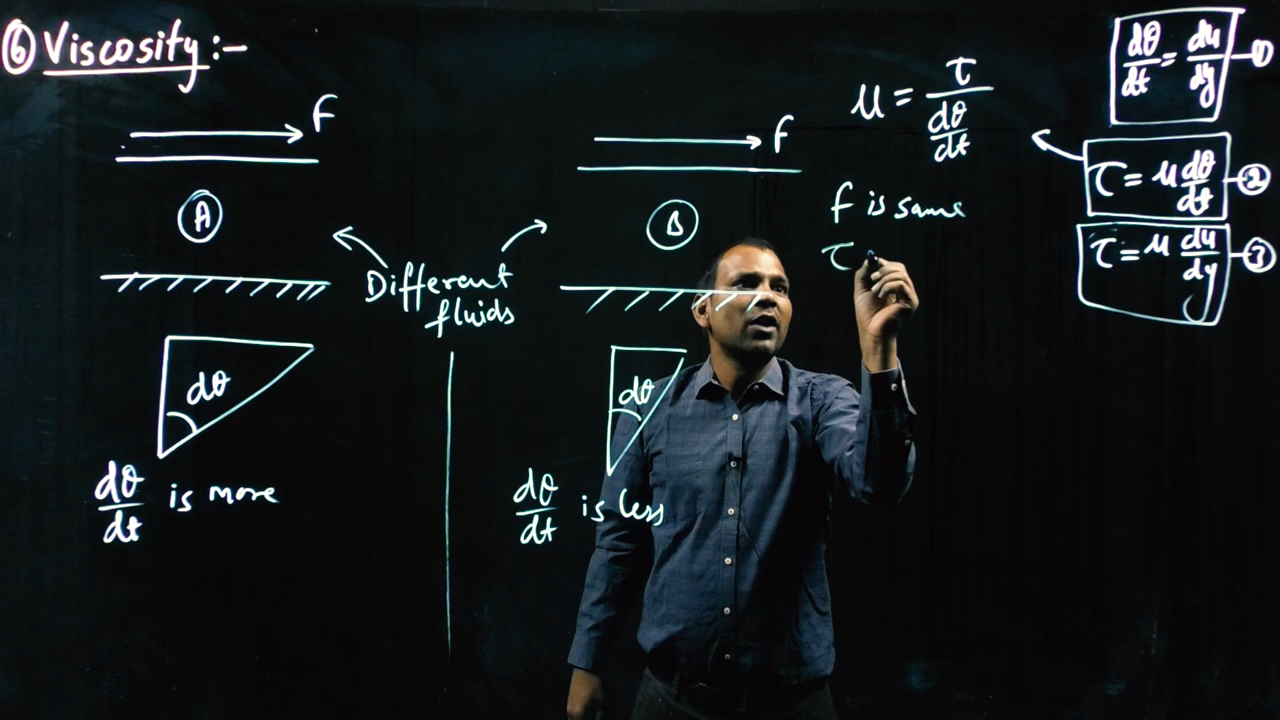 ⑥ Viscosity:-
F
Ⓐ
dθ
dθ/dt is more
Different
fluids
F
Ⓑ
dθ
dθ/dt is less
μ = τ / (dθ/dt)
F is same
τ
dθ/dt = du/dy —①
τ = μ dθ/dt —②
τ = μ du/dy —③